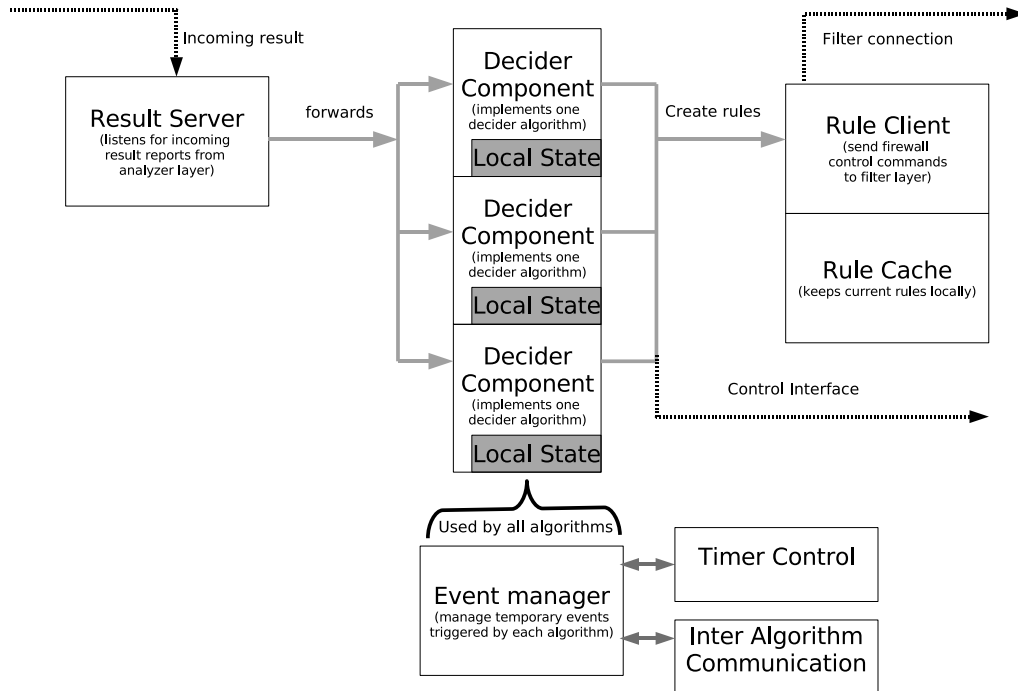 Incoming result
Result Server
(listens for incoming
result reports from
analyzer layer)
forwards
Decider
Component
(implements one
decider algorithm)
Local State
Decider
Component
(implements one
decider algorithm)
Local State
Decider
Component
(implements one
decider algorithm)
Local State
Create rules
Filter connection
Rule Client
(send firewall
control commands
to filter layer)
Rule Cache
(keeps current rules locally)
Control Interface
Used by all algorithms
Event manager
(manage temporary events
triggered by each algorithm)
Timer Control
Inter Algorithm
Communication